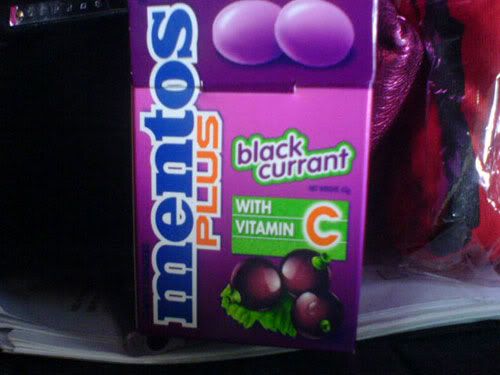 mentos
PLUS
black
currant
WITH
VITAMIN
C